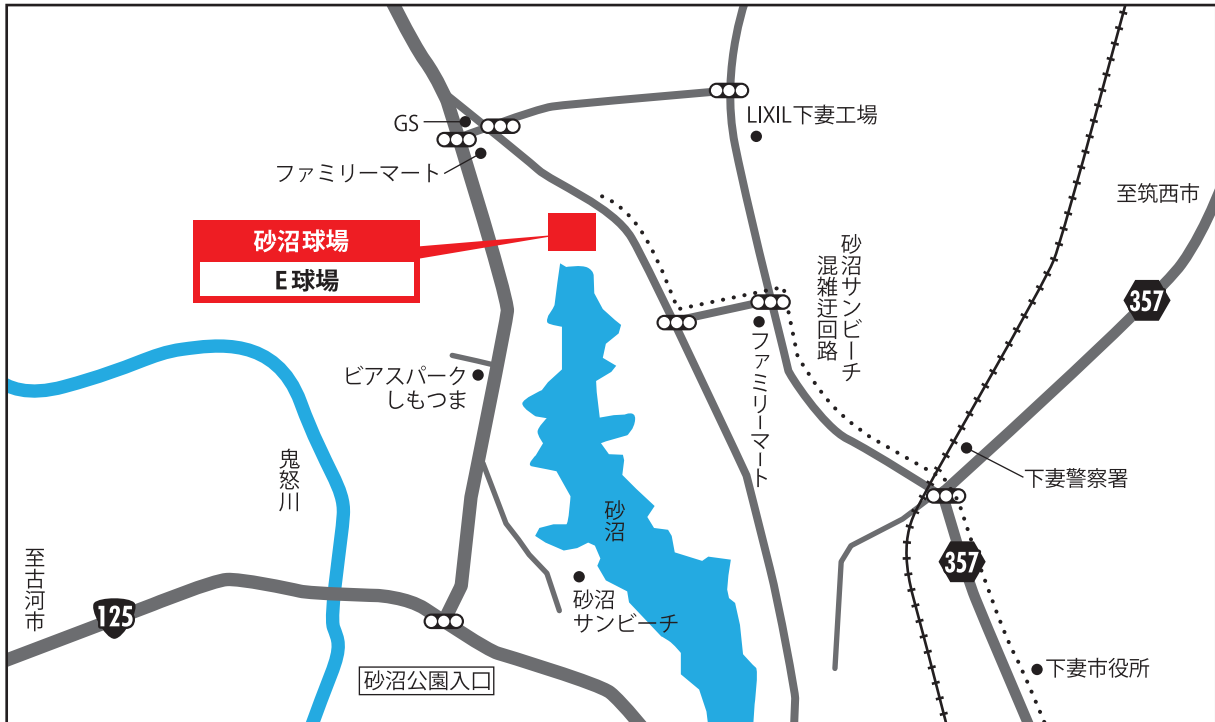 GS
LIXIL下妻工場
ファミリーマート
至筑西市
砂沼球場
E球場
砂沼サンビーチ
混雑迂回路
357
ファミリーマート
ビアスパーク
しもつま
鬼怒川
下妻警察署
砂沼
至古河市
357
125
砂沼
サンビーチ
下妻市役所
砂沼公園入口